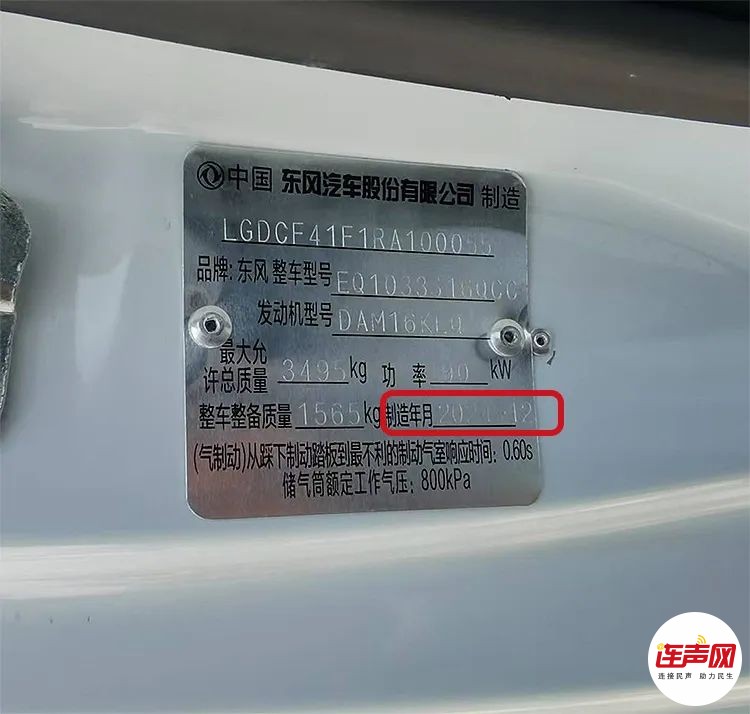 中国 东风汽车股份有限公司 制造
LGDCF41F1RA100055
品牌: 东风 整车型号
发动机型号 DAM16KLQ
最大允许总质量 3495kg 功率 90 kW
整车整备质量 1565kg 制造年月
(气制动)从踩下制动踏板到最不利的制动气室响应时间: 0.60s
储气筒额定工作气压: 800kPa
连声网
连接民声 助力民生